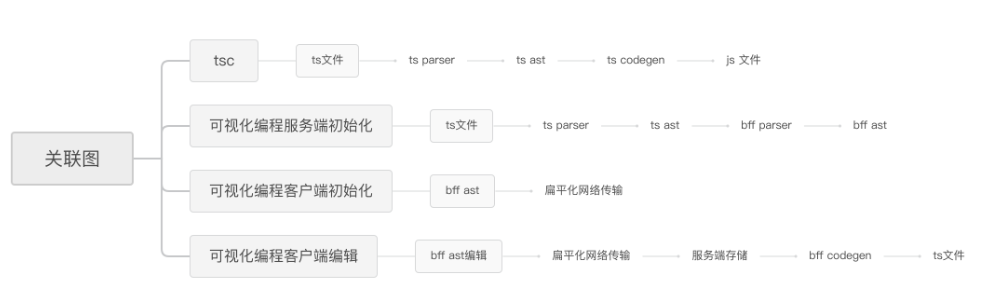 关联图
tsc
ts文件
ts parser
ts ast
ts codegen
js 文件
可视化编程服务端初始化
ts文件
ts parser
ts ast
bff parser
bff ast
可视化编程客户端初始化
bff ast
扁平化网络传输
可视化编程客户端编辑
bff ast编辑
扁平化网络传输
服务端存储
bff codegen
ts文件